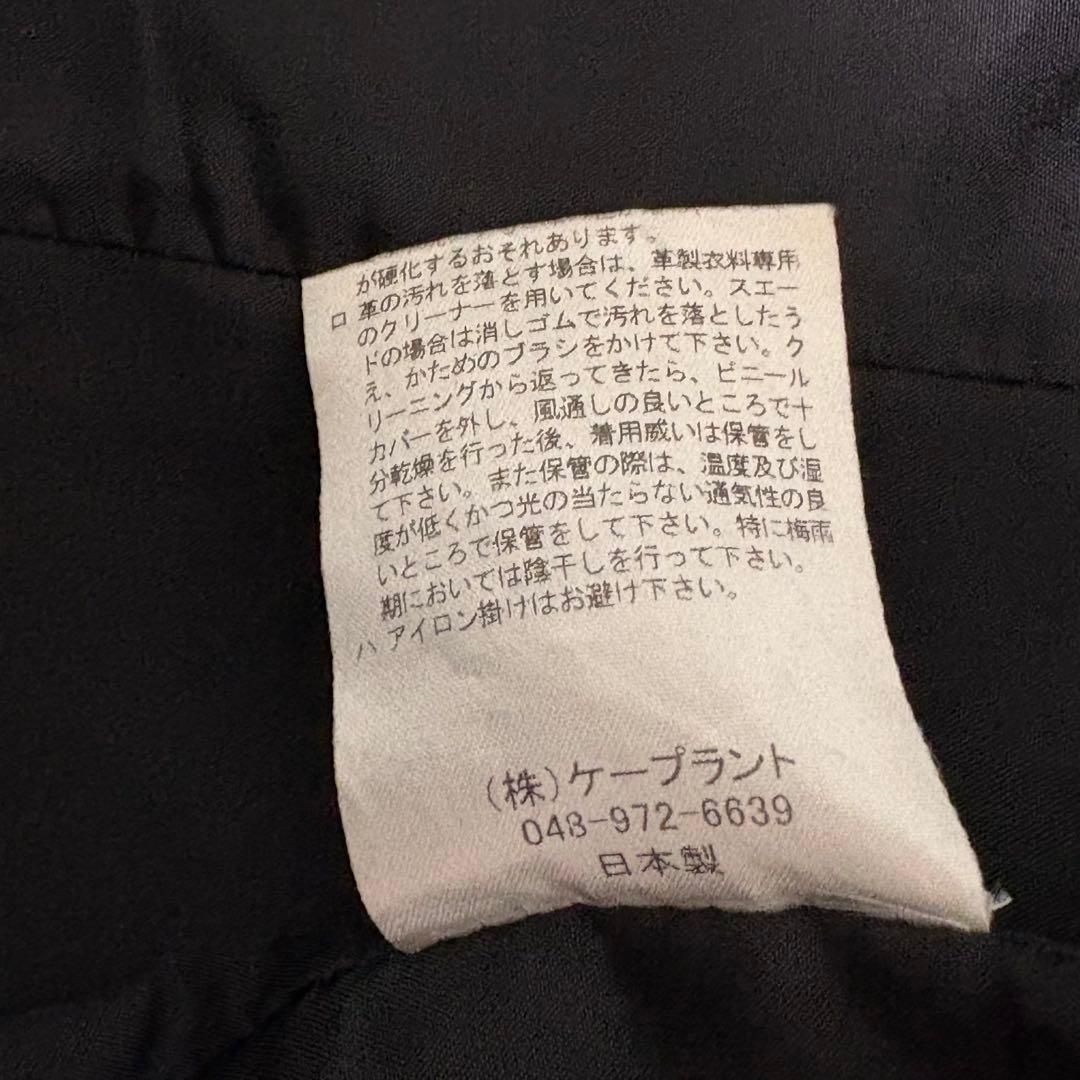 が硬化するおそれあります。
ロ 革の汚れを落とす場合は、革製衣料専用
のクリーナーを用いてください。スエー
ドの場合は消しゴムで汚れを落としたう
え、かためのブラシをかけて下さい。ク
リーニングから返ってきたら、ビニール
カバーを外し、風通しの良いところで十
分乾燥を行った後、着用或いは保管をし
て下さい。また保管の際は、温度及び湿
度が低くかつ光の当たらない通気性の良
いところで保管をして下さい。特に梅雨
期においては陰干しを行って下さい。
ハ アイロン掛けはお避け下さい。
(株)ケープラント
048-972-6639
日本製